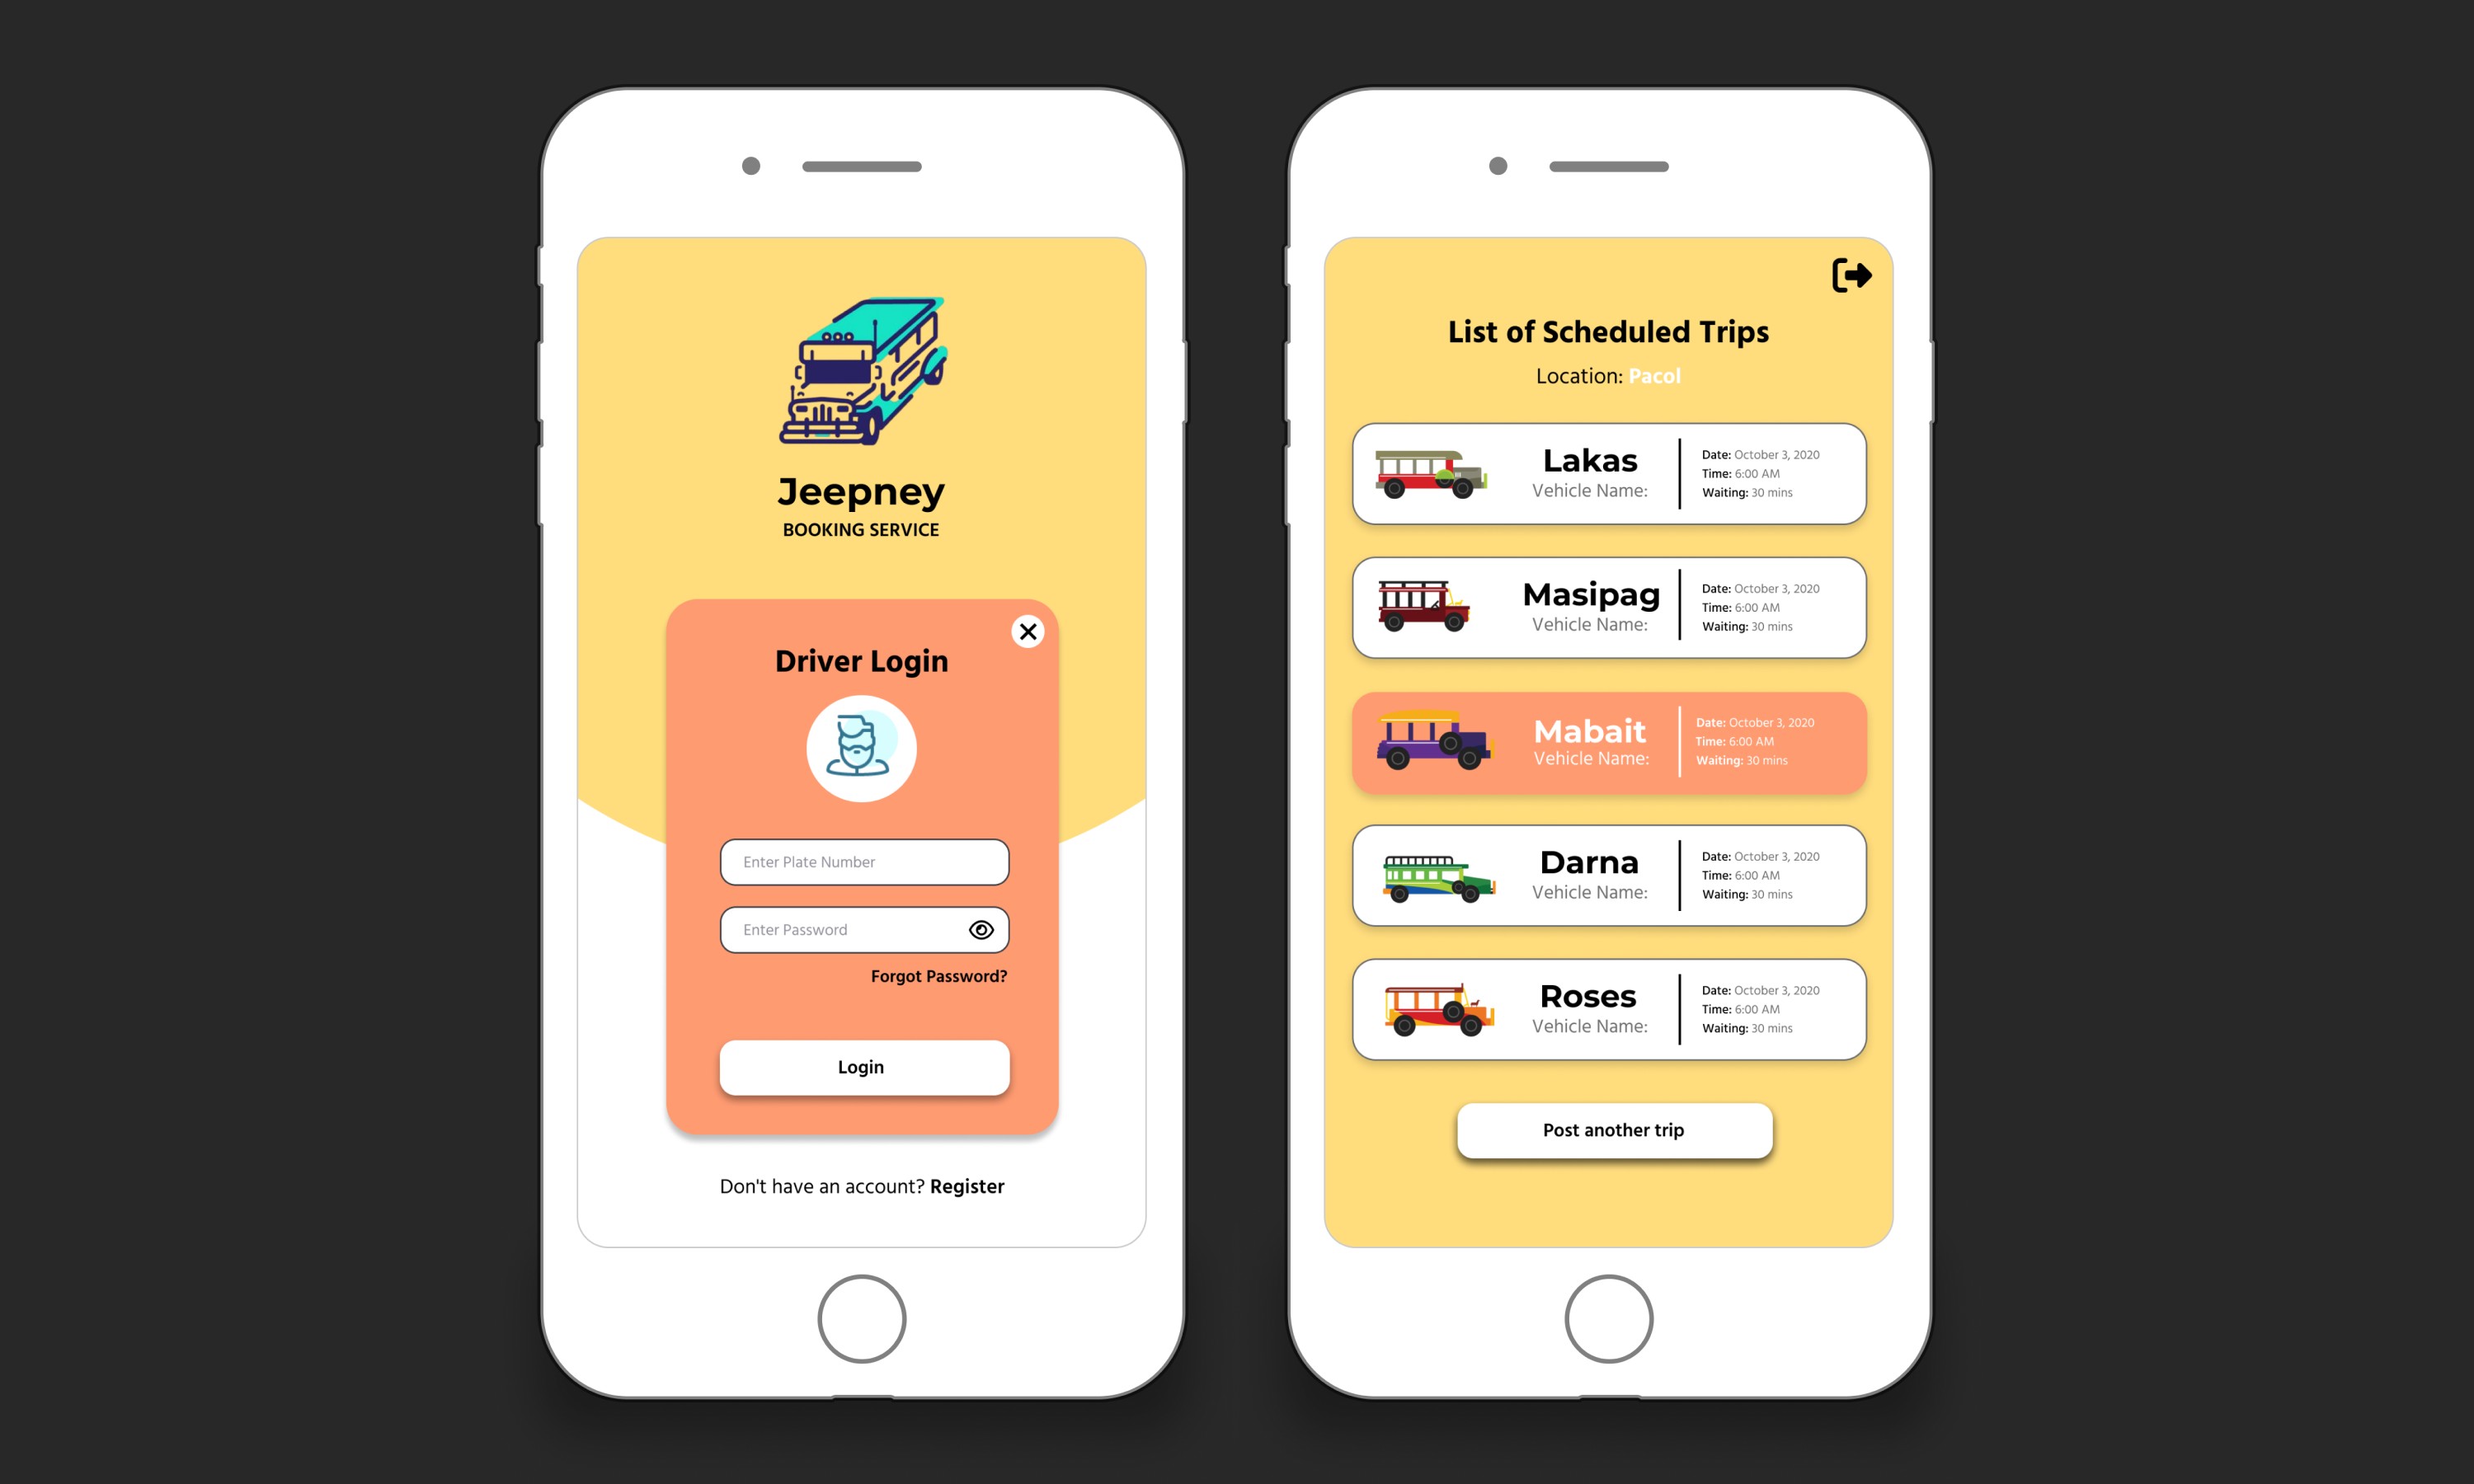 Jeepney
BOOKING SERVICE
Driver Login
Enter Plate Number
Enter Password
Forgot Password?
Login
Don't have an account? Register
List of Scheduled Trips
Location: Pacol
Lakas
Vehicle Name:
Date: October 3, 2020
Time: 6:00 AM
Waiting: 30 mins
Masipag
Vehicle Name:
Date: October 3, 2020
Time: 6:00 AM
Waiting: 30 mins
Mabait
Vehicle Name:
Date: October 3, 2020
Time: 6:00 AM
Waiting: 30 mins
Darna
Vehicle Name:
Date: October 3, 2020
Time: 6:00 AM
Waiting: 30 mins
Roses
Vehicle Name:
Date: October 3, 2020
Time: 6:00 AM
Waiting: 30 mins
Post another trip